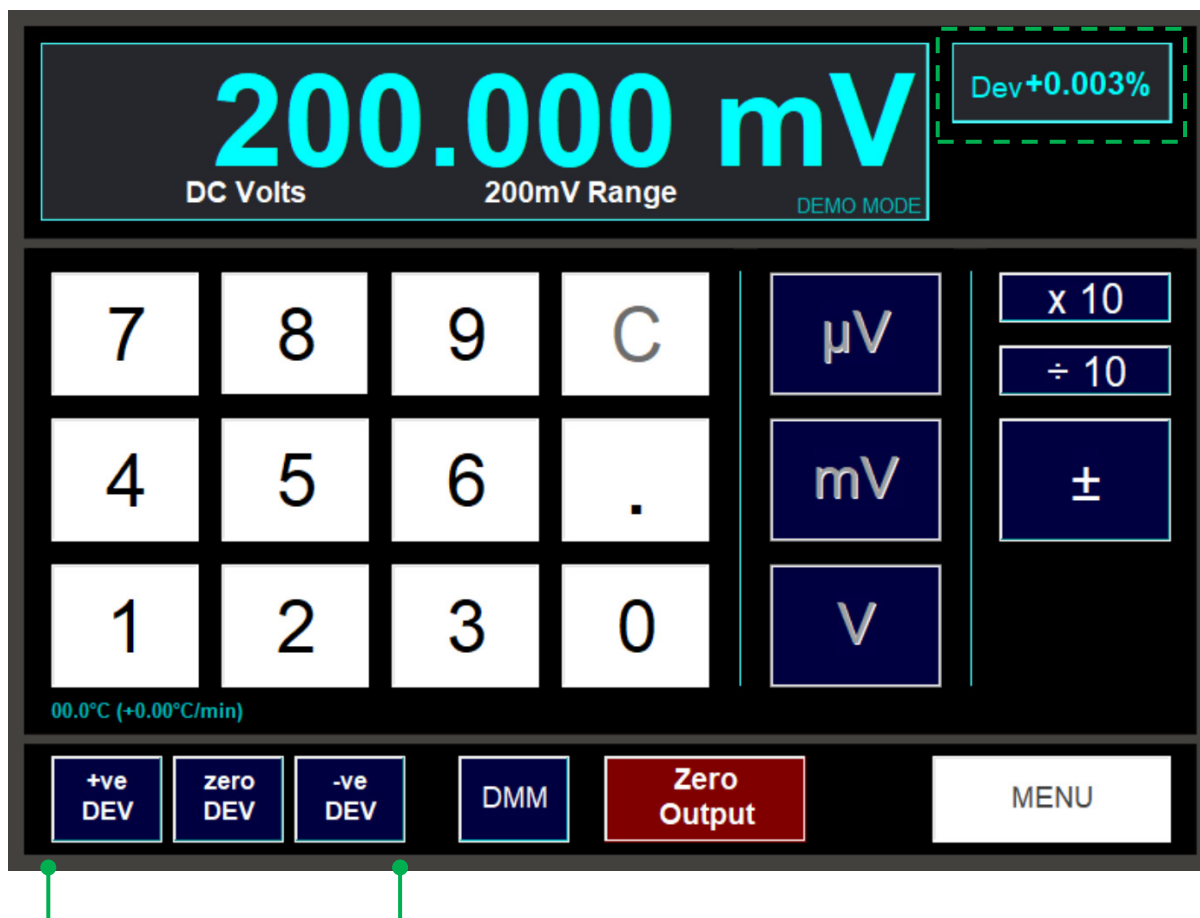 200.000 mV
Dev+0.003%
DC Volts 200mV Range
DEMO MODE
7 8 9 C µV x 10
÷ 10
4 5 6 . mV ±
1 2 3 0 V
00.0°C (+0.00°C/min)
+ve zero -ve Zero
DEV DEV DEV DMM Output MENU